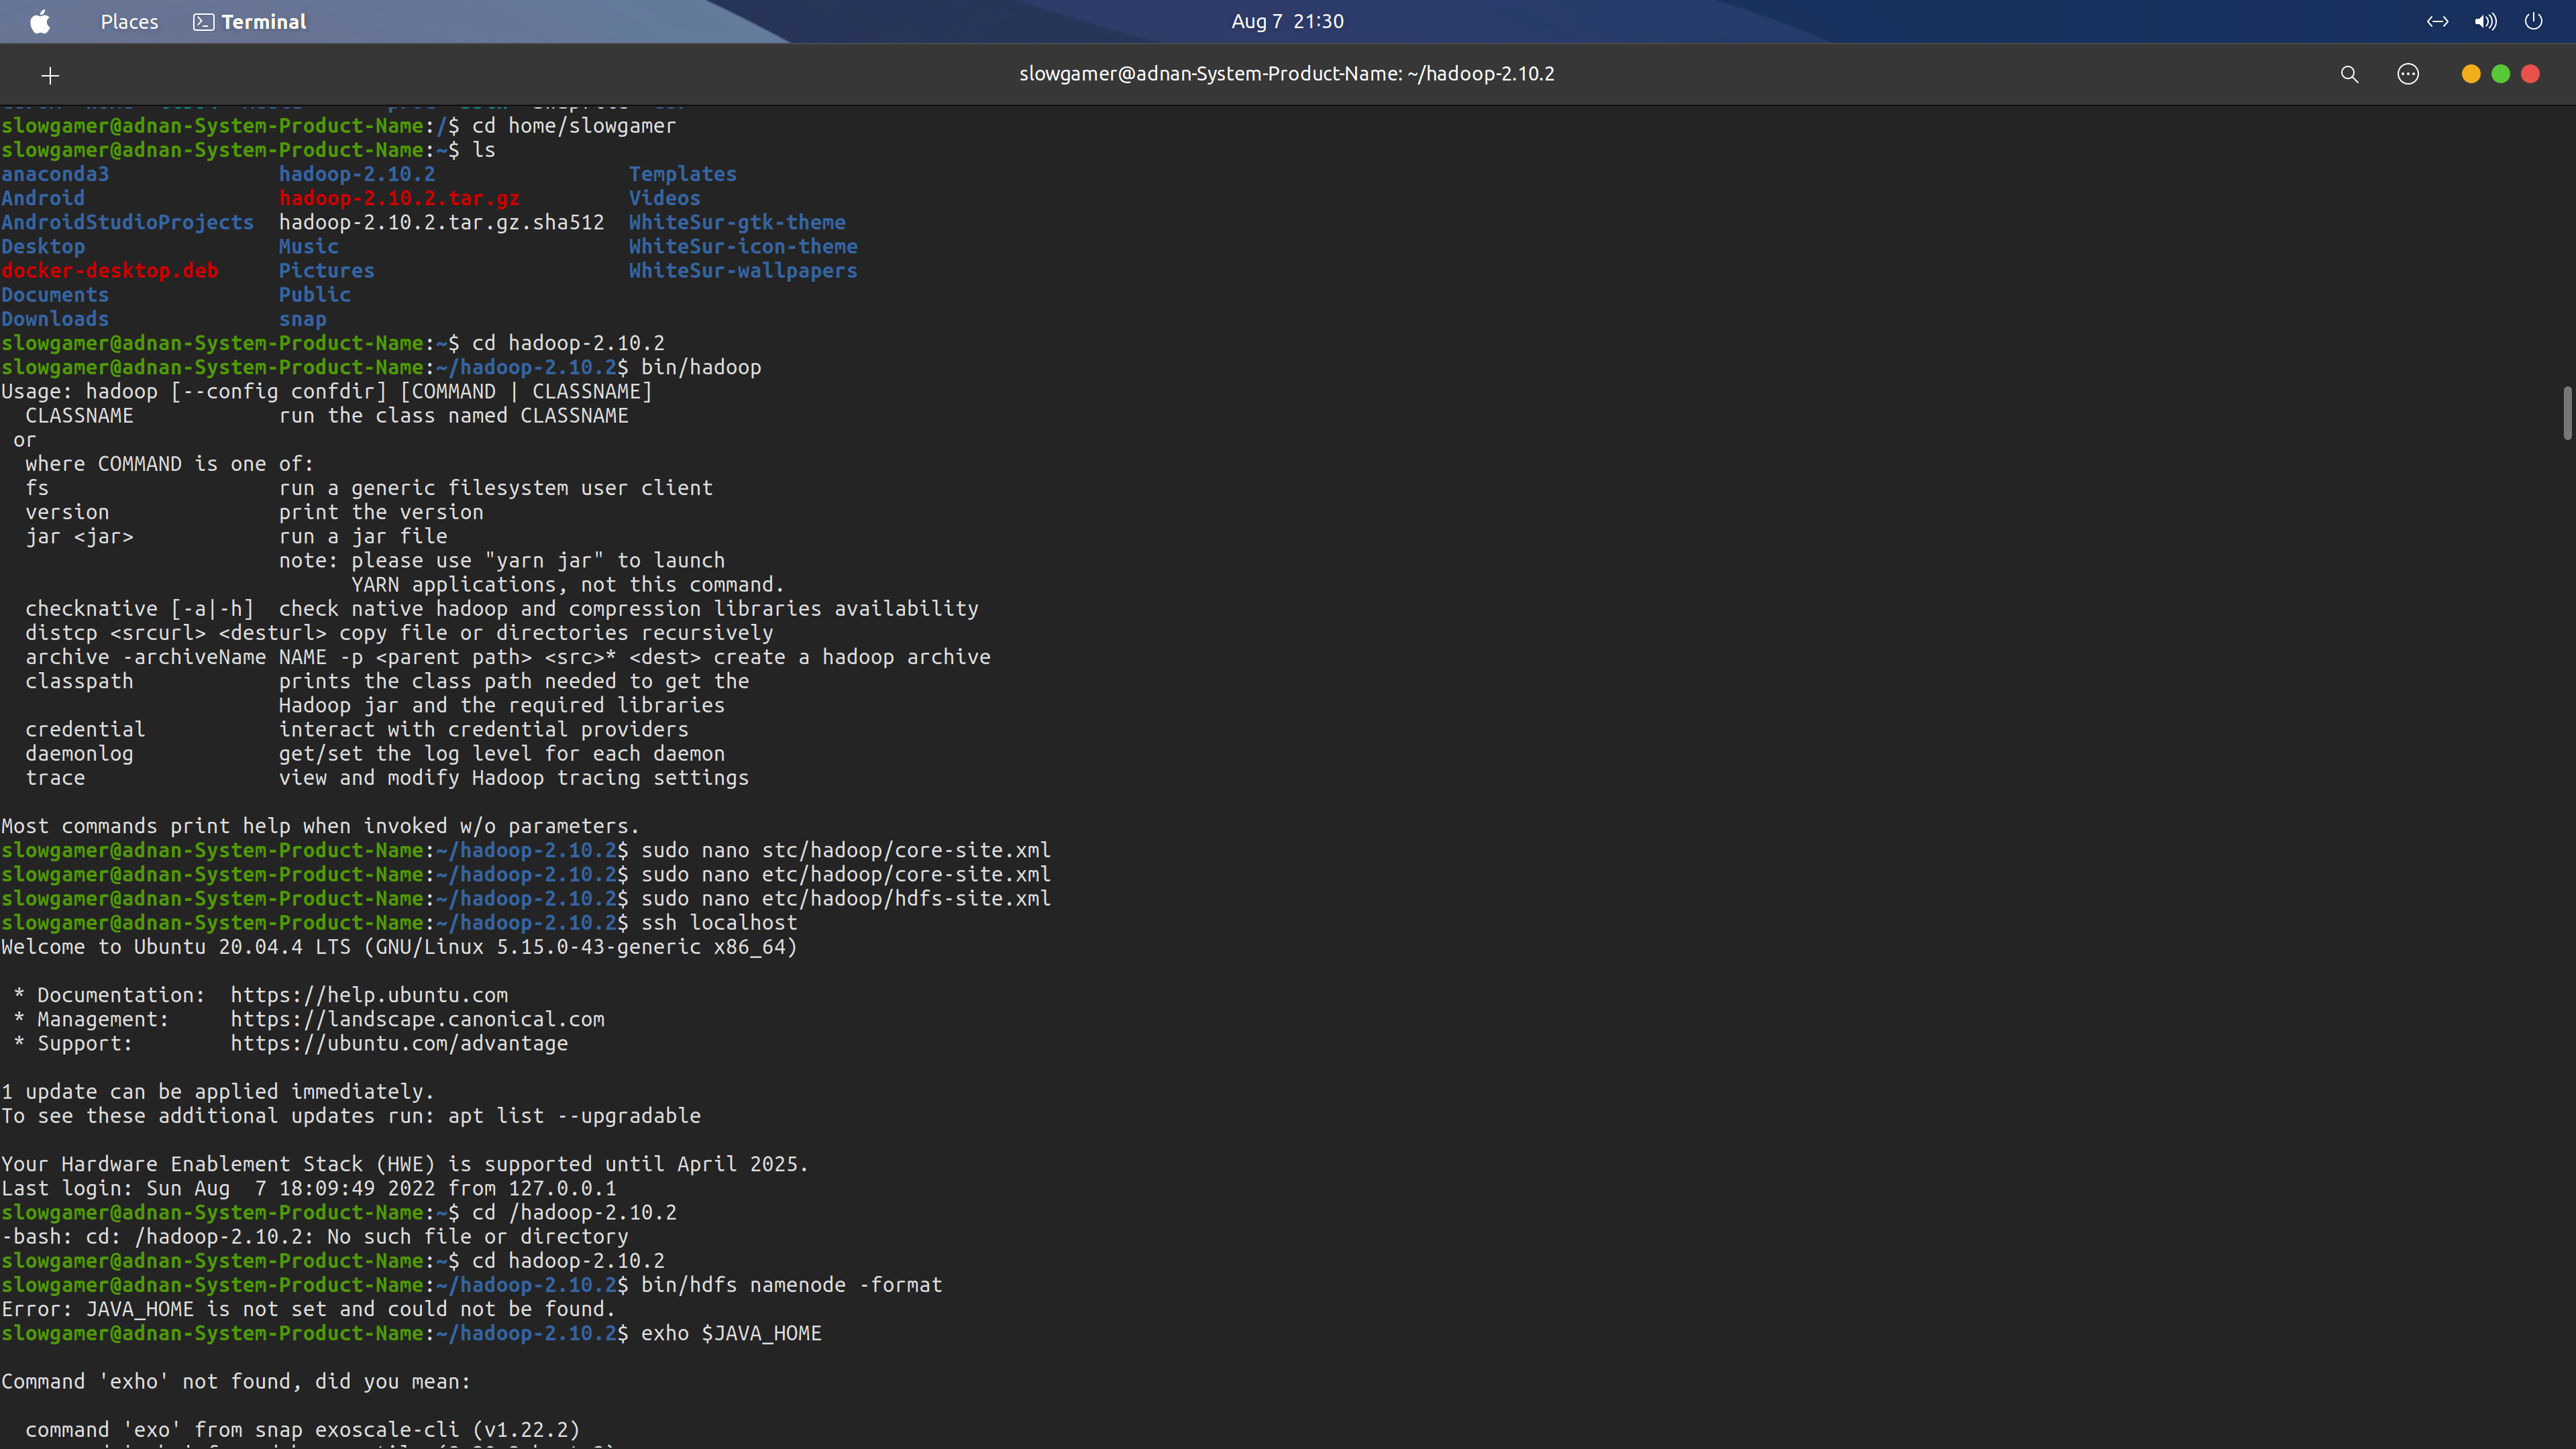 Places Terminal Aug 7 21:30
slowgamer@adnan-System-Product-Name: ~/hadoop-2.10.2
slowgamer@adnan-System-Product-Name:/$ cd home/slowgamer
slowgamer@adnan-System-Product-Name:~$ ls
anaconda3 hadoop-2.10.2 Templates
Android hadoop-2.10.2.tar.gz Videos
AndroidStudioProjects hadoop-2.10.2.tar.gz.sha512 WhiteSur-gtk-theme
Desktop Music WhiteSur-icon-theme
docker-desktop.deb Pictures WhiteSur-wallpapers
Documents Public
Downloads snap
slowgamer@adnan-System-Product-Name:~$ cd hadoop-2.10.2
slowgamer@adnan-System-Product-Name:~/hadoop-2.10.2$ bin/hadoop
Usage: hadoop [--config confdir] [COMMAND | CLASSNAME]
CLASSNAME run the class named CLASSNAME
or
where COMMAND is one of:
fs run a generic filesystem user client
version print the version
jar <jar> run a jar file
note: please use "yarn jar" to launch
YARN applications, not this command.
checknative [-a|-h] check native hadoop and compression libraries availability
distcp <srcurl> <desturl> copy file or directories recursively
archive -archiveName NAME -p <parent path> <src>* <dest> create a hadoop archive
classpath prints the class path needed to get the
Hadoop jar and the required libraries
credential interact with credential providers
daemonlog get/set the log level for each daemon
trace view and modify Hadoop tracing settings
Most commands print help when invoked w/o parameters.
slowgamer@adnan-System-Product-Name:~/hadoop-2.10.2$ sudo nano stc/hadoop/core-site.xml
slowgamer@adnan-System-Product-Name:~/hadoop-2.10.2$ sudo nano etc/hadoop/core-site.xml
slowgamer@adnan-System-Product-Name:~/hadoop-2.10.2$ sudo nano etc/hadoop/hdfs-site.xml
slowgamer@adnan-System-Product-Name:~/hadoop-2.10.2$ ssh localhost
Welcome to Ubuntu 20.04.4 LTS (GNU/Linux 5.15.0-43-generic x86_64)
* Documentation: https://help.ubuntu.com
* Management: https://landscape.canonical.com
* Support: https://ubuntu.com/advantage
1 update can be applied immediately.
To see these additional updates run: apt list --upgradable
Your Hardware Enablement Stack (HWE) is supported until April 2025.
Last login: Sun Aug 7 18:09:49 2022 from 127.0.0.1
slowgamer@adnan-System-Product-Name:~$ cd /hadoop-2.10.2
-bash: cd: /hadoop-2.10.2: No such file or directory
slowgamer@adnan-System-Product-Name:~$ cd hadoop-2.10.2
slowgamer@adnan-System-Product-Name:~/hadoop-2.10.2$ bin/hdfs namenode -format
Error: JAVA_HOME is not set and could not be found.
slowgamer@adnan-System-Product-Name:~/hadoop-2.10.2$ exho $JAVA_HOME
Command 'exho' not found, did you mean:
command 'exo' from snap exoscale-cli (v1.22.2)